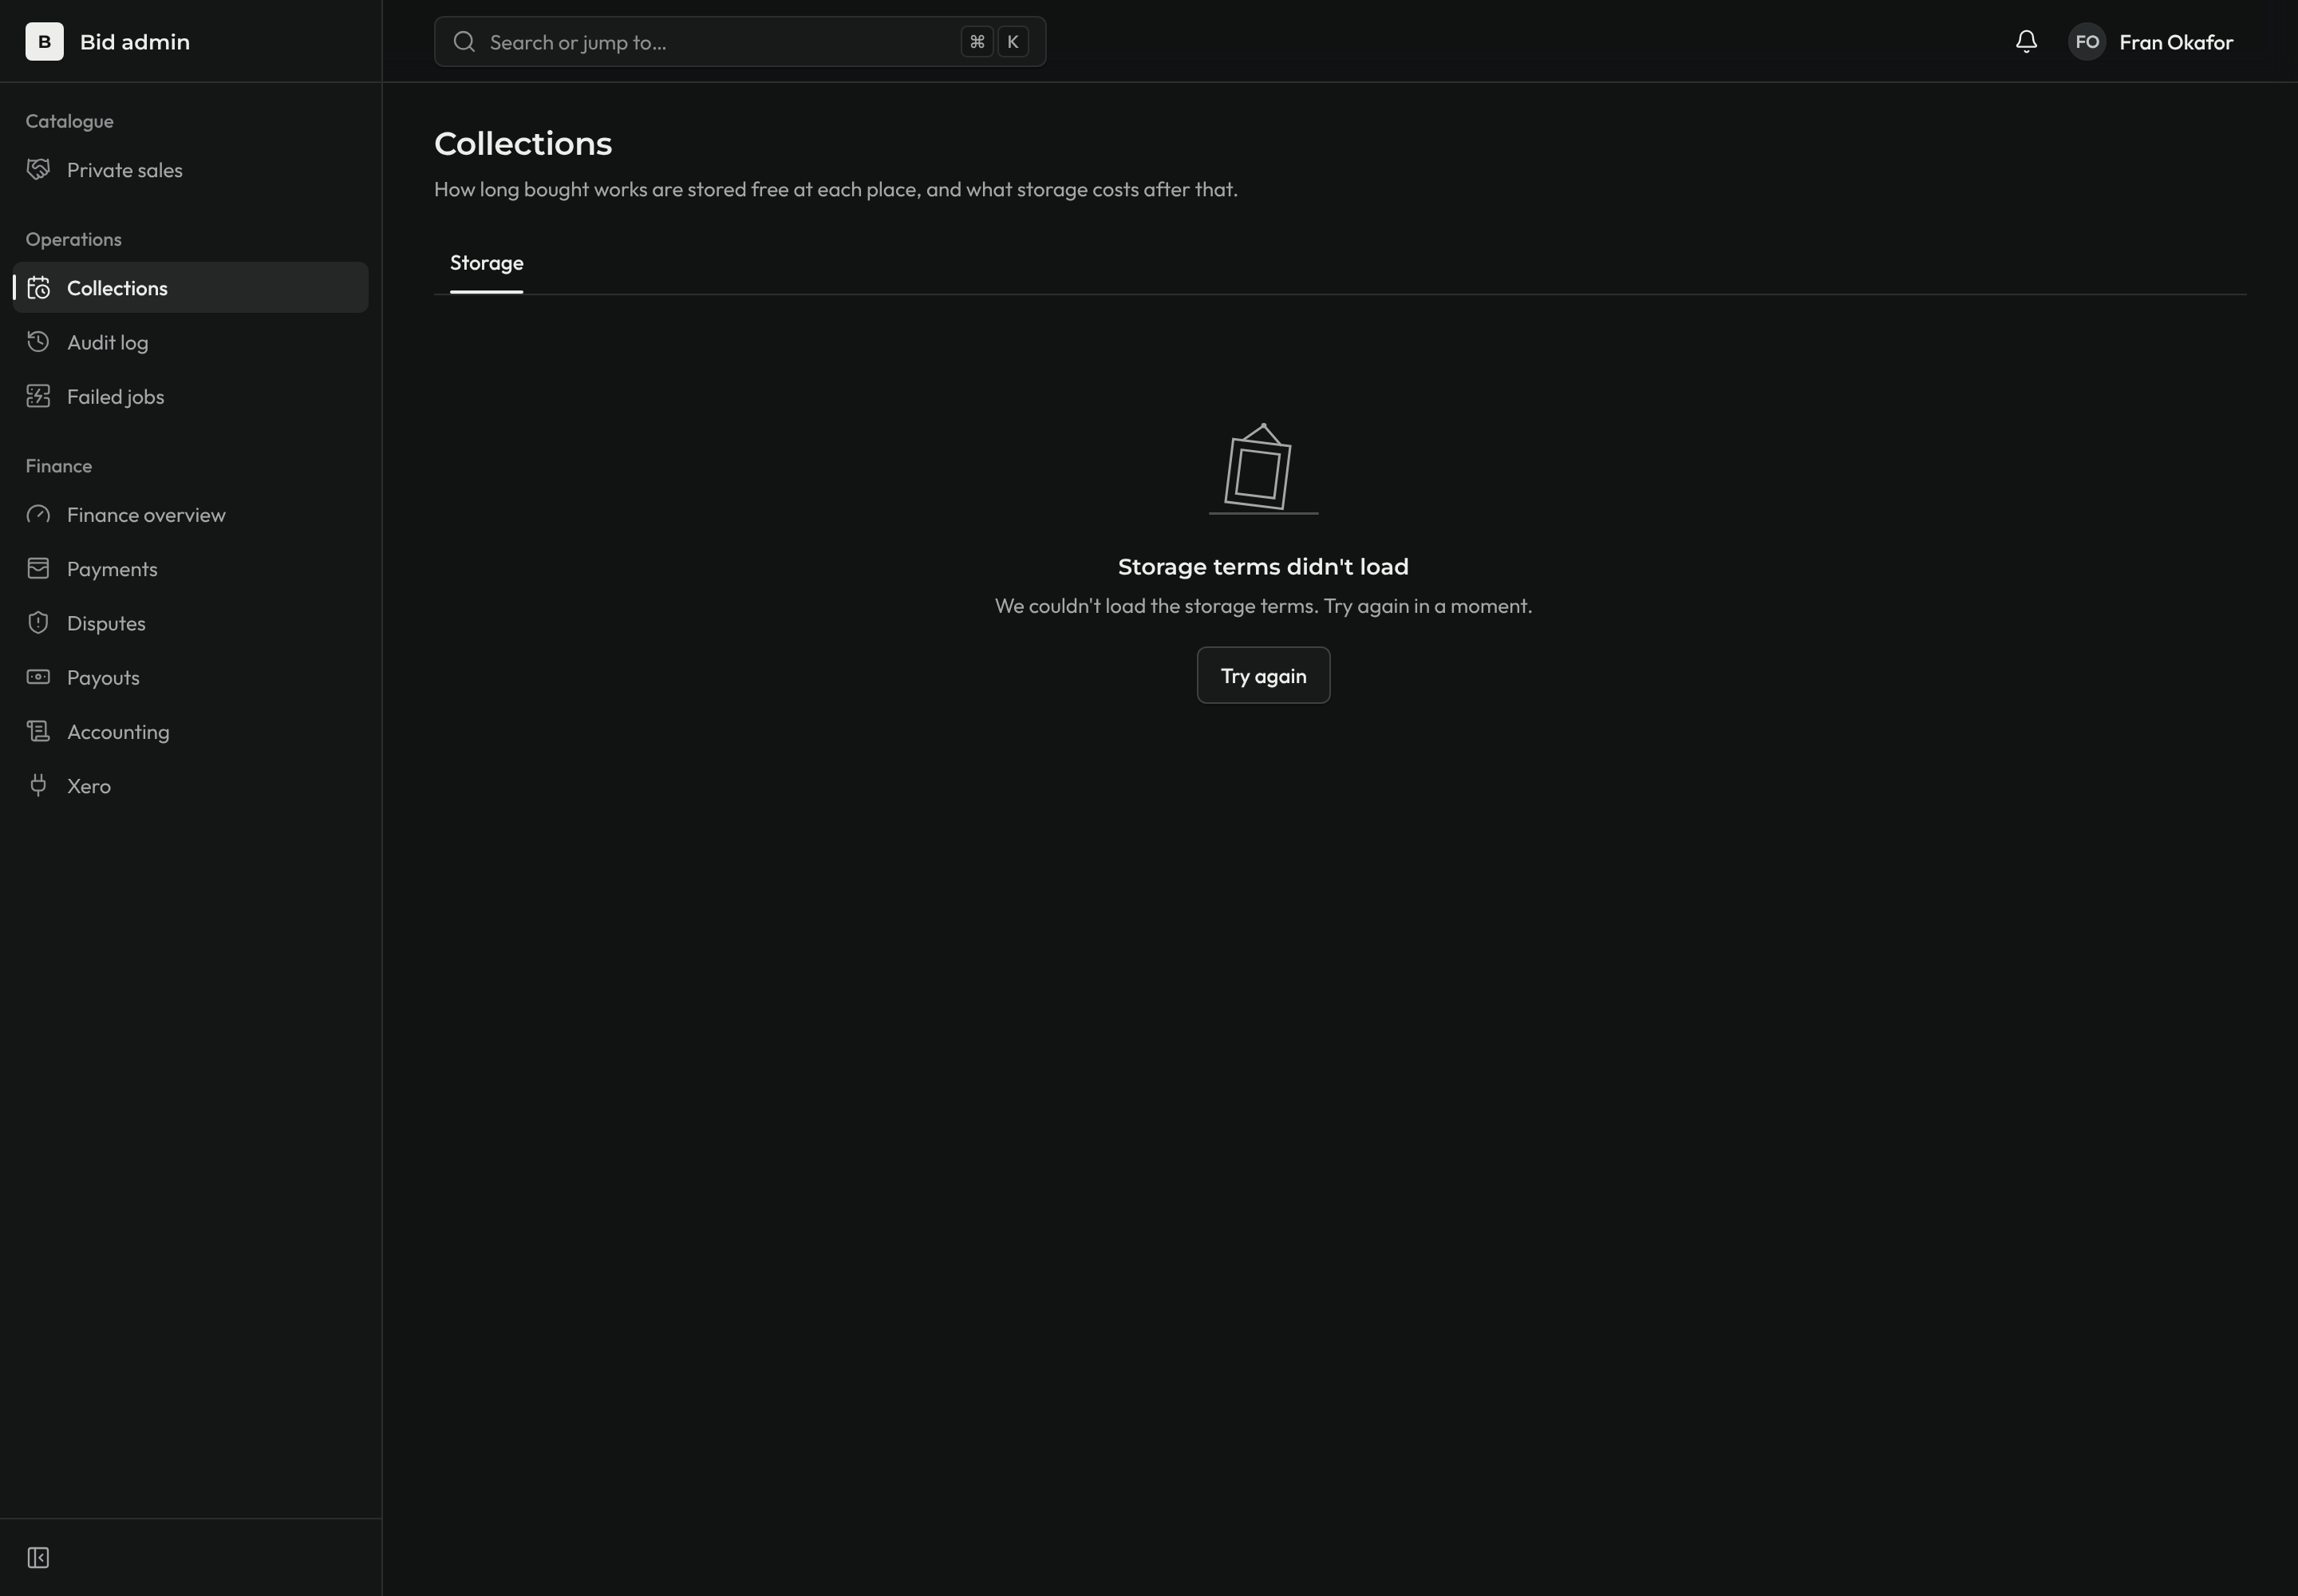 B Bid admin
Search or jump to...
⌘ K
FO Fran Okafor
Catalogue
Private sales
Operations
Collections
Audit log
Failed jobs
Finance
Finance overview
Payments
Disputes
Payouts
Accounting
Xero
Collections
How long bought works are stored free at each place, and what storage costs after that.
Storage
Storage terms didn't load
We couldn't load the storage terms. Try again in a moment.
Try again